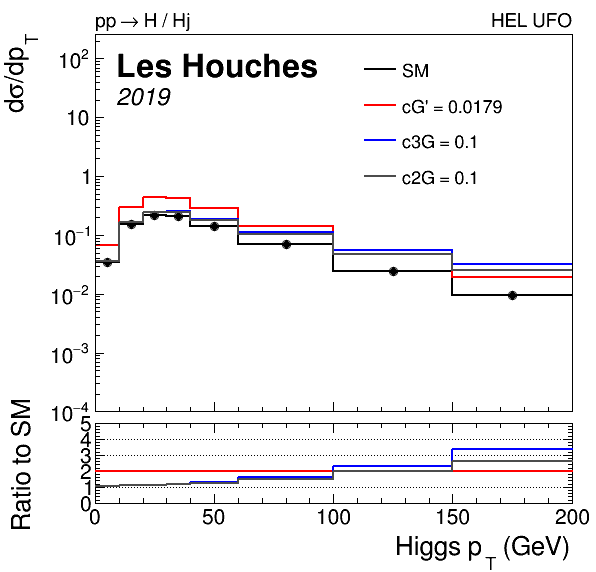 pp → H / Hj HEL UFO
Les Houches
2019
SM
cG' = 0.0179
c3G = 0.1
c2G = 0.1
dσ/dp_T
10²
10
1
10⁻¹
10⁻²
10⁻³
10⁻⁴
Ratio to SM
5
4
3
2
1
0
0 50 100 150 200
Higgs p_T (GeV)